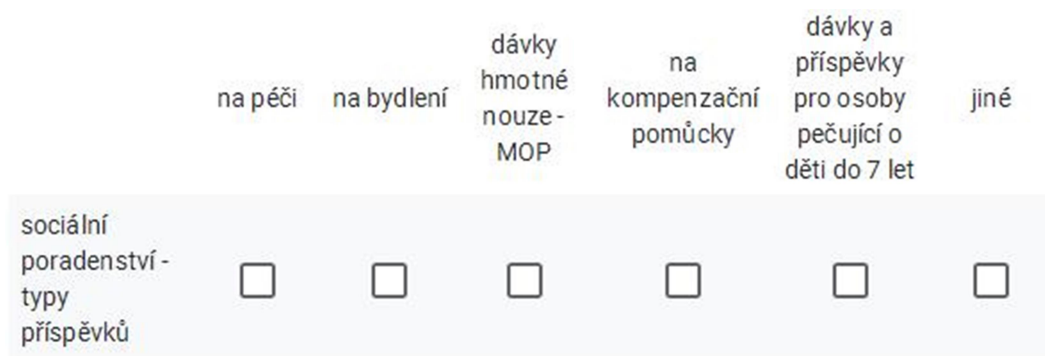 na péči
na bydlení
dávky
hmotné
nouze -
MOP
na
kompenzační
pomůcky
dávky a
příspěvky
pro osoby
pečující o
děti do 7 let
jiné
sociální
poradenství -
typy
příspěvků